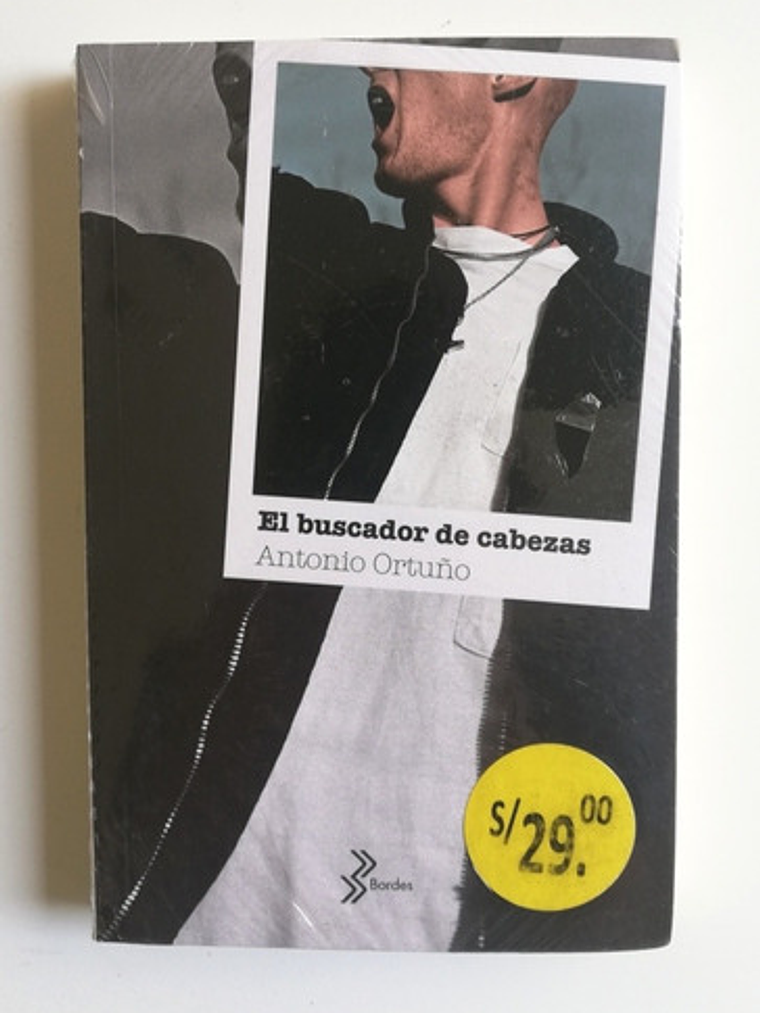 El buscador de cabezas
Antonio Ortuño
S/29.00
Bordes